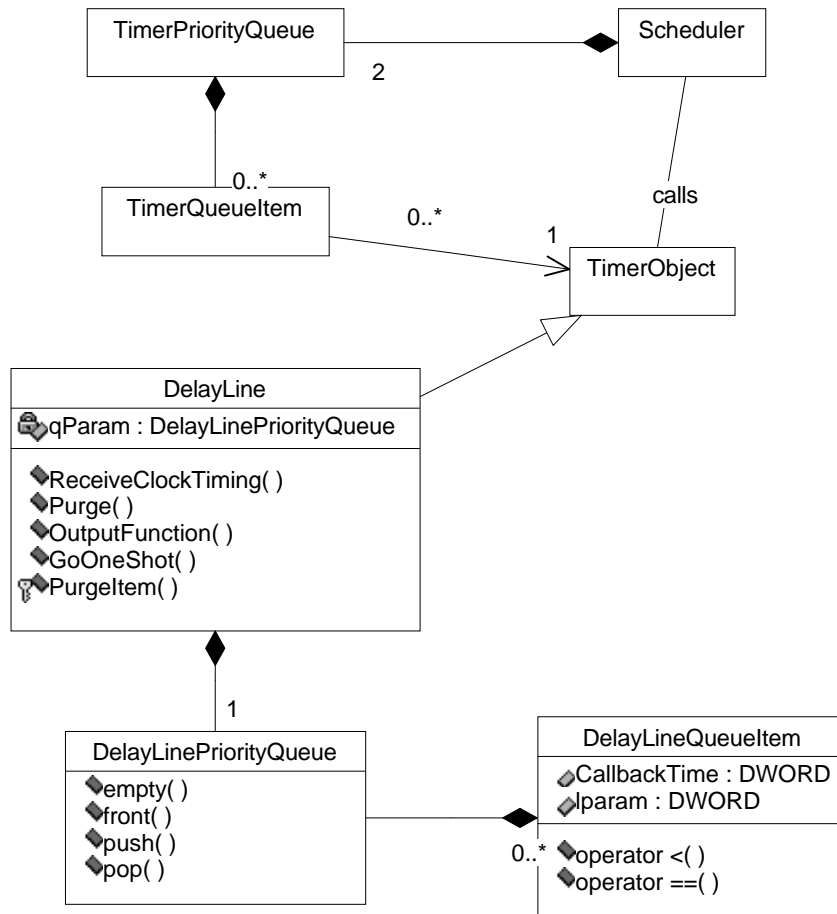 TimerPriorityQueue
Scheduler
2
0..*
TimerQueueItem
0..*
calls
1
TimerObject
DelayLine
qParam : DelayLinePriorityQueue
ReceiveClockTiming( )
Purge( )
OutputFunction( )
GoOneShot( )
PurgeItem( )
1
DelayLinePriorityQueue
empty( )
front( )
push( )
pop( )
DelayLineQueueItem
CallbackTime : DWORD
lparam : DWORD
0..*
operator <( )
operator ==( )